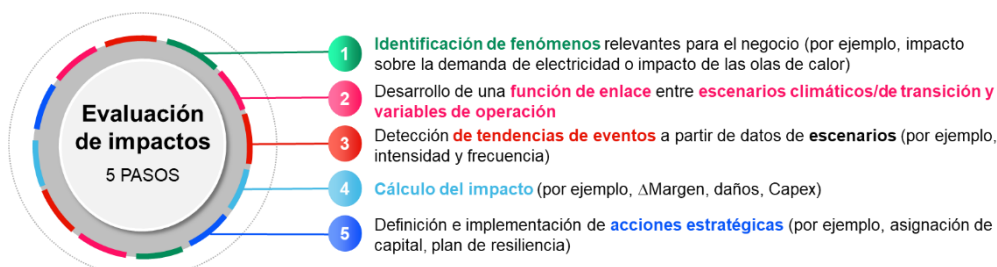 Evaluación
de impactos
5 PASOS
1
Identificación de fenómenos relevantes para el negocio (por ejemplo, impacto
sobre la demanda de electricidad o impacto de las olas de calor)
2
Desarrollo de una función de enlace entre escenarios climáticos/de transición y
variables de operación
3
Detección de tendencias de eventos a partir de datos de escenarios (por ejemplo,
intensidad y frecuencia)
4
Cálculo del impacto (por ejemplo, ΔMargen, daños, Capex)
5
Definición e implementación de acciones estratégicas (por ejemplo, asignación de
capital, plan de resiliencia)